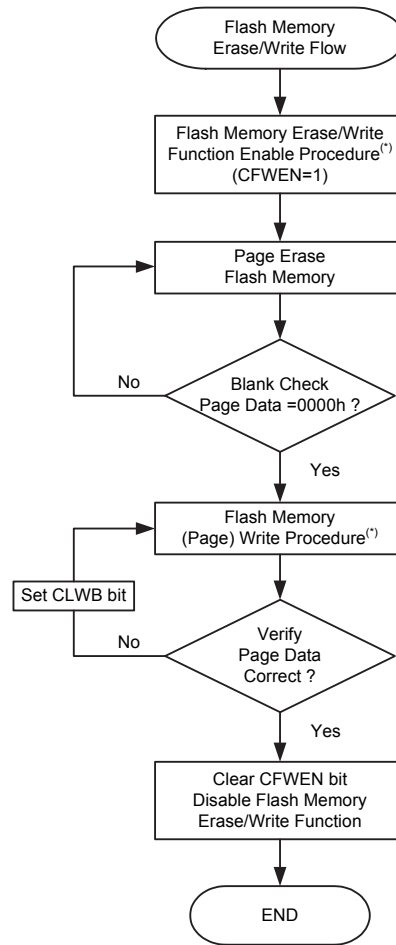 Flash Memory
Erase/Write Flow
Flash Memory Erase/Write
Function Enable Procedure(*)
(CFWEN=1)
Page Erase
Flash Memory
No
Blank Check
Page Data =0000h ?
Yes
Flash Memory
(Page) Write Procedure(*)
Set CLWB bit
No
Verify
Page Data
Correct ?
Yes
Clear CFWEN bit
Disable Flash Memory
Erase/Write Function
END